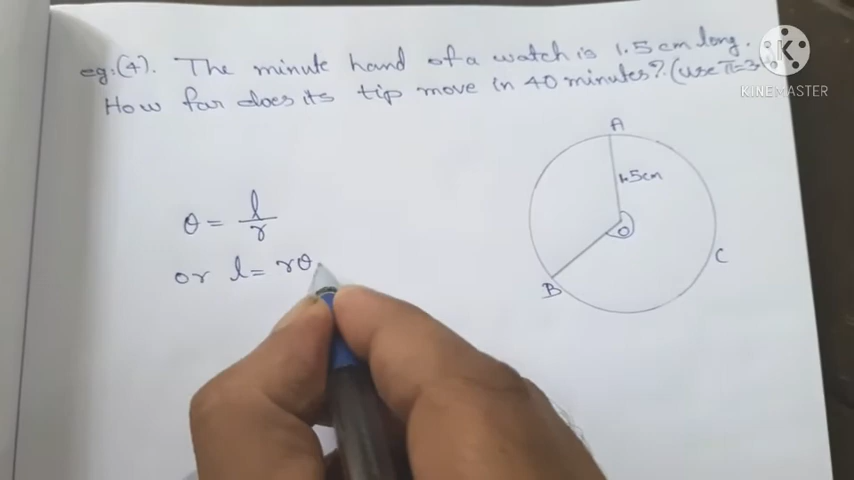 eg:(4). The minute hand of a watch is 1.5 cm long.
How far does its tip move in 40 minutes? (use π=3.
KINEMASTER
A
1.5cm
θ = l/r
O
or l = rθ
C
B